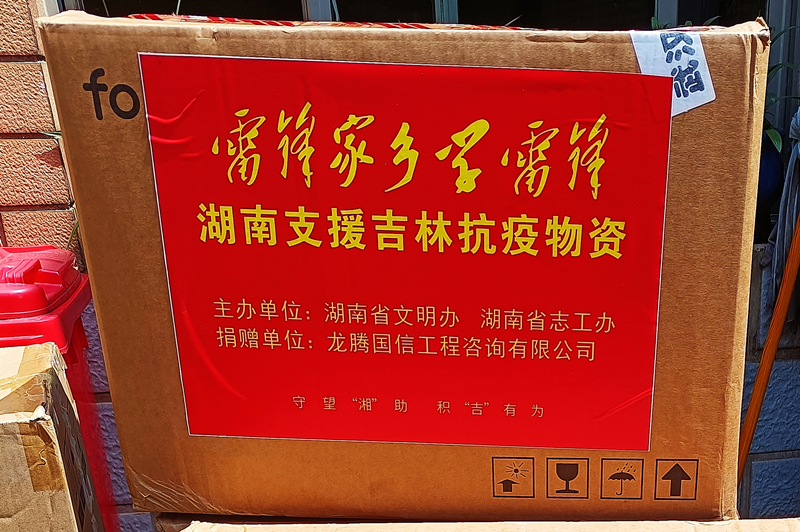 fo
雷锋家乡学雷锋
湖南支援吉林抗疫物资
主办单位：湖南省文明办 湖南省志工办
捐赠单位：龙腾国信工程咨询有限公司
守望“湘”助 积“吉”有为